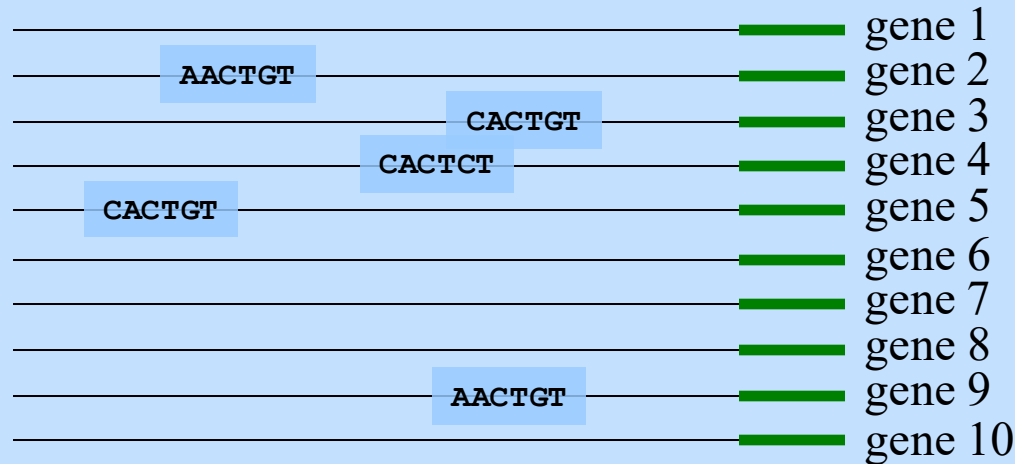 gene 1
AACTGT gene 2
CACTGT gene 3
CACTCT gene 4
CACTGT gene 5
gene 6
gene 7
gene 8
AACTGT gene 9
gene 10